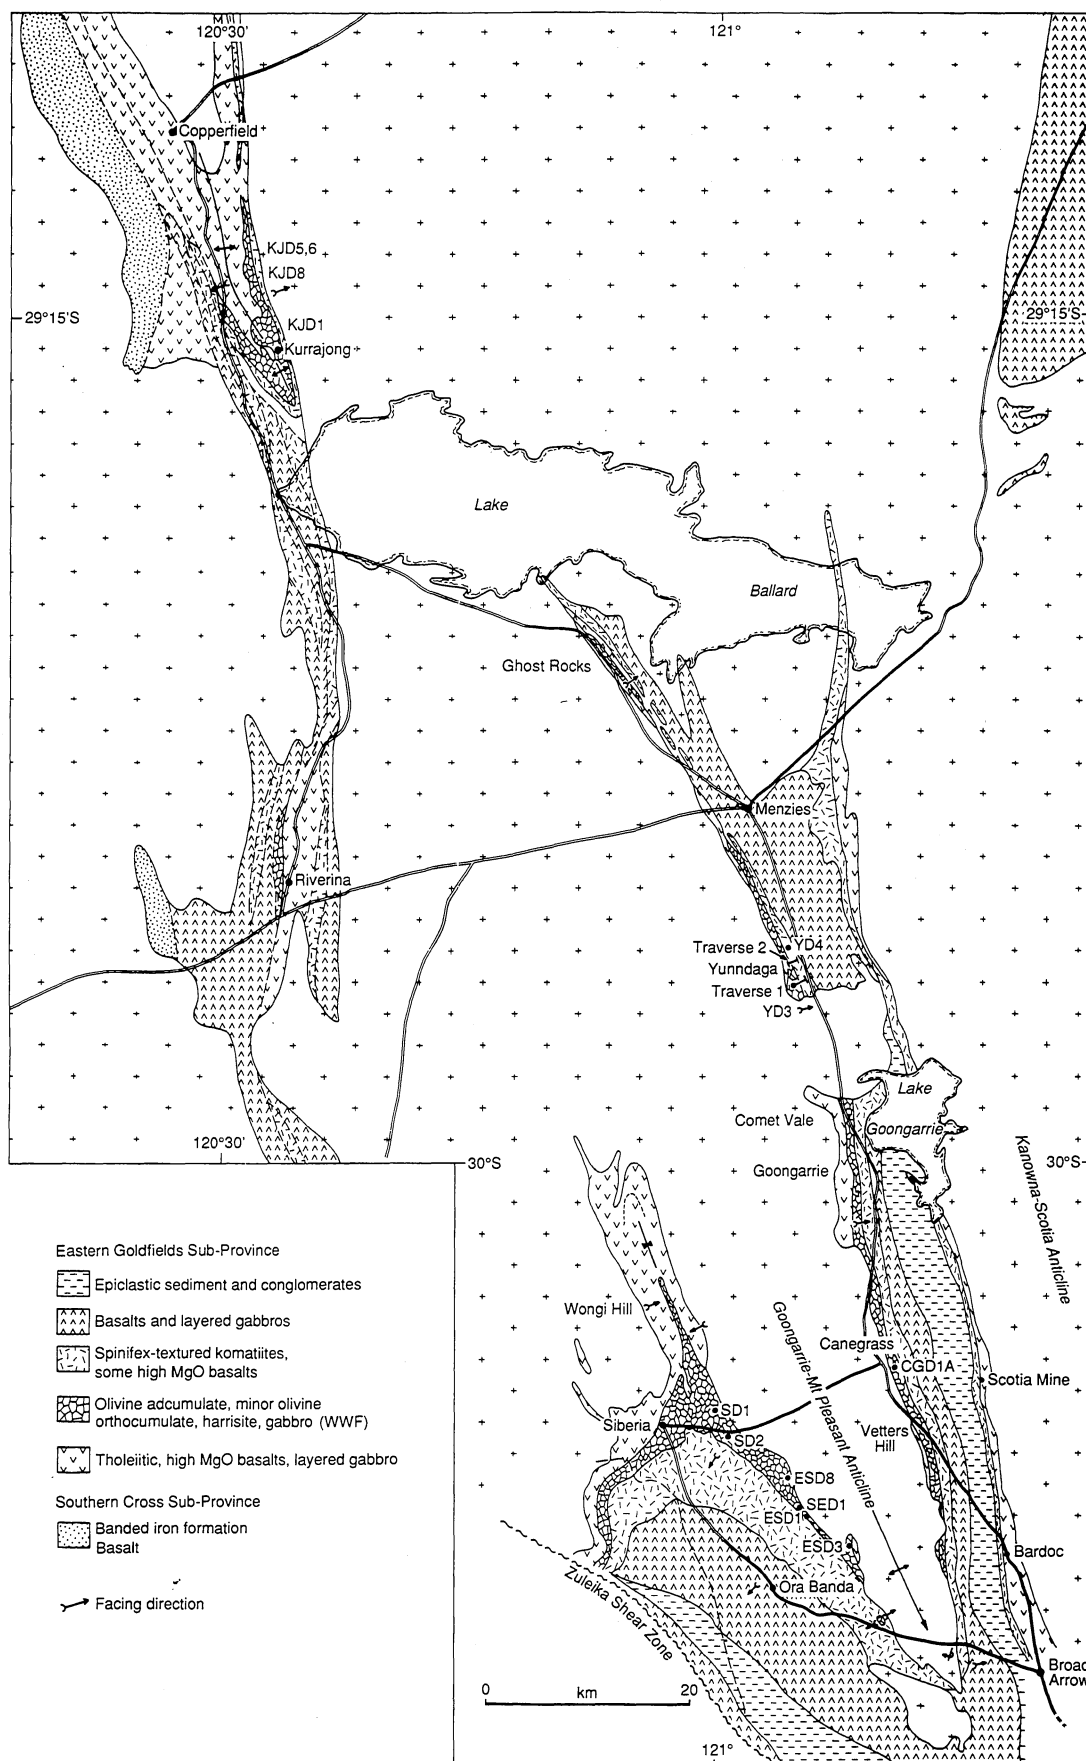 120°30'
121°
Copperfield
KJD5,6
KJD8
29°15'S
29°15'S
KJD1
Kurrajong
Lake
Ballard
Ghost Rocks
Menzies
Riverina
Traverse 2
YD4
Yunndaga
Traverse 1
YD3
Lake
Goongarrie
Comet Vale
120°30'
30°S
30°S
Goongarrie
Kanowna-Scotia Anticline
Eastern Goldfields Sub-Province
Epiclastic sediment and conglomerates
Basalts and layered gabbros
Spinifex-textured komatiites,
some high MgO basalts
Olivine adcumulate, minor olivine
orthocumulate, harrisite, gabbro (WWF)
Tholeiitic, high MgO basalts, layered gabbro
Southern Cross Sub-Province
Banded iron formation
Basalt
Facing direction
Wongi Hill
Goongarrie-Mt Pleasant Anticline
Canegrass
CGD1A
Scotia Mine
SD1
Siberia
SD2
Vetters
Hill
ESD8
SED1
ESD1
ESD3
Bardoc
Ora Banda
Zuleika Shear Zone
Broad
Arrow
0
20
km
121°